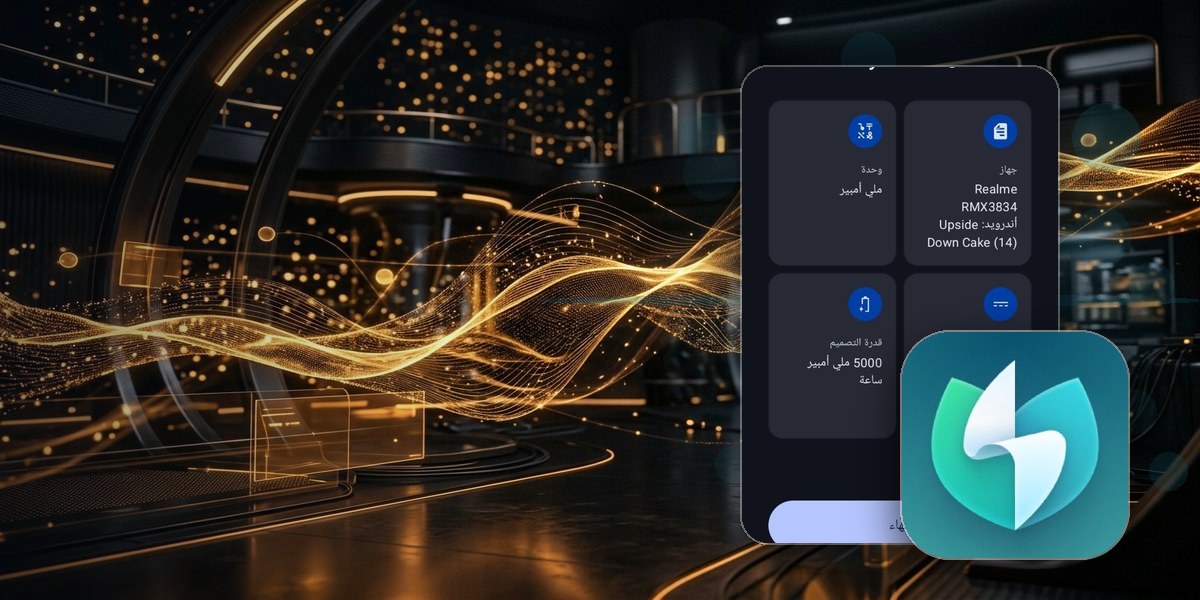 جهاز
Realme
RMX3834
أندرويد: Upside
Down Cake (14)
وحدة
ملي أمبير
قدرة التصميم
5000 ملي أمبير
ساعة